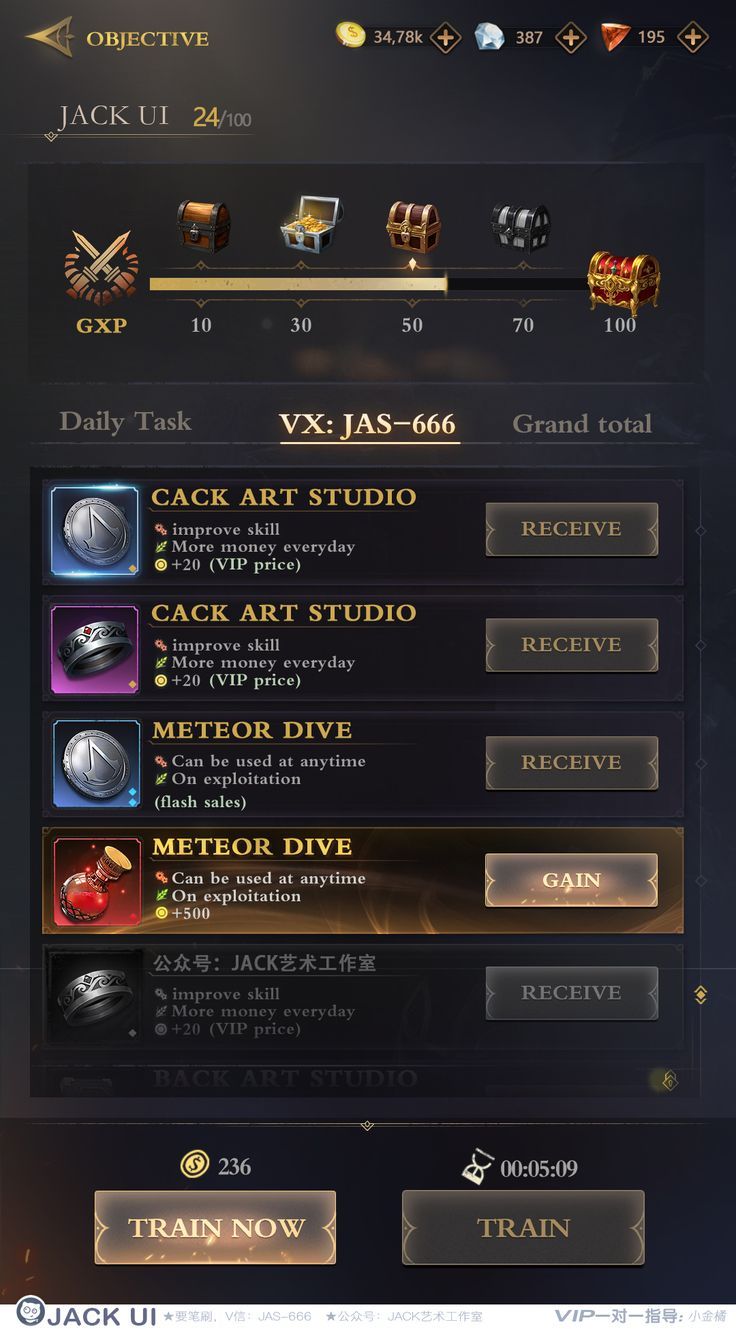 OBJECTIVE
34,78k
387
195
JACK UI 24/100
GXP
10 30 50 70 100
Daily Task
VX: JAS-666
Grand total
CACK ART STUDIO
improve skill
More money everyday
+20 (VIP price)
RECEIVE
CACK ART STUDIO
improve skill
More money everyday
+20 (VIP price)
RECEIVE
METEOR DIVE
Can be used at anytime
On exploitation
(flash sales)
RECEIVE
METEOR DIVE
Can be used at anytime
On exploitation
+500
GAIN
公众号：JACK艺术工作室
improve skill
More money everyday
+20 (VIP price)
RECEIVE
BACK ART STUDIO
236
00:05:09
TRAIN NOW
TRAIN
JACK UI ★要笔刷，V信：JAS-666 ★公众号：JACK艺术工作室 VIP一对一指导：小金橘